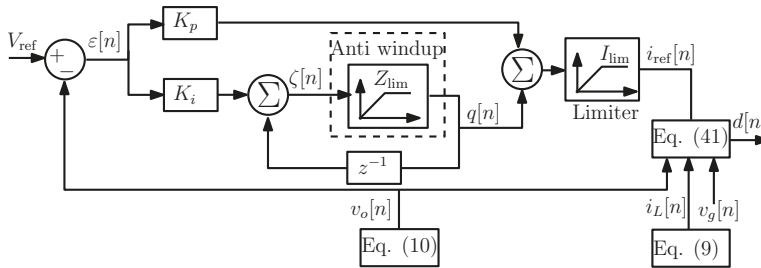 K_p
V_ref
+
−
ε[n]
K_i
Σ
ζ[n]
Anti windup
Z_lim
q[n]
z^{-1}
Σ
I_lim
Limiter
i_ref[n]
Eq. (41)
d[n
v_o[n]
i_L[n]
v_g[n]
Eq. (10)
Eq. (9)